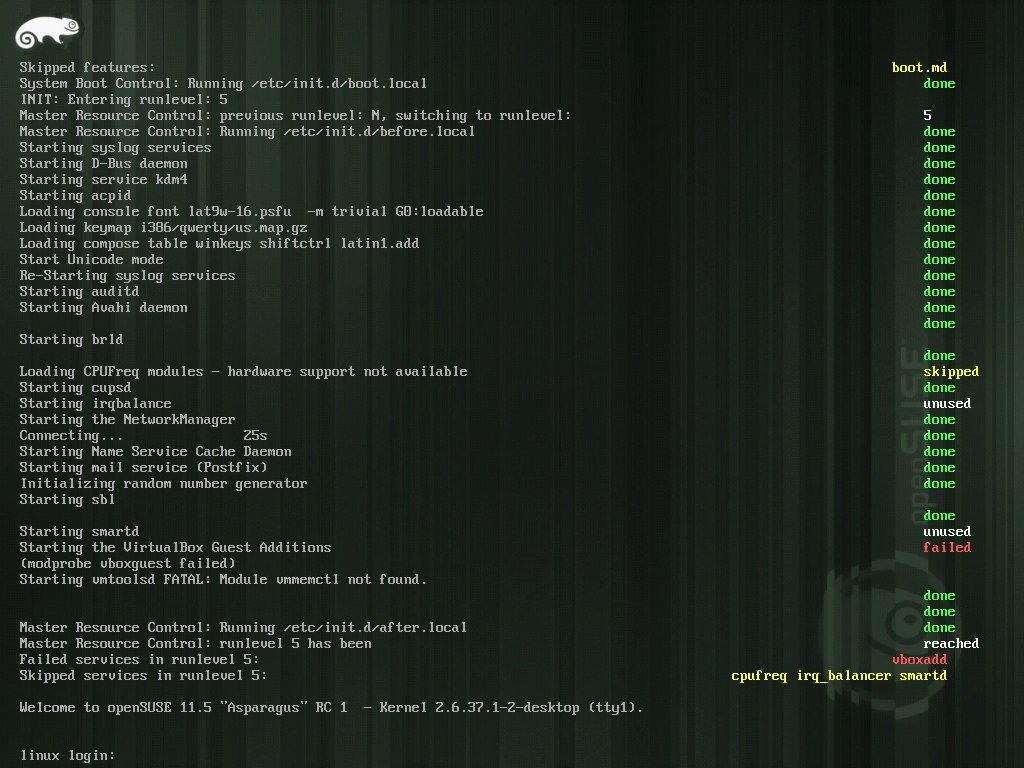 Skipped features: boot.md
System Boot Control: Running /etc/init.d/boot.local done
INIT: Entering runlevel: 5
Master Resource Control: previous runlevel: N, switching to runlevel: 5
Master Resource Control: Running /etc/init.d/before.local done
Starting syslog services done
Starting D-Bus daemon done
Starting service kdm4 done
Starting acpid done
Loading console font lat9w-16.psfu  -m trivial G0:loadable done
Loading keymap i386/qwerty/us.map.gz done
Loading compose table winkeys shiftctrl latin1.add done
Start Unicode mode done
Re-Starting syslog services done
Starting auditd done
Starting Avahi daemon done
done
Starting brld
done
Loading CPUFreq modules - hardware support not available skipped
Starting cupsd done
Starting irqbalance unused
Starting the NetworkManager done
Connecting... 25s done
Starting Name Service Cache Daemon done
Starting mail service (Postfix) done
Initializing random number generator done
Starting sbl
done
Starting smartd unused
Starting the VirtualBox Guest Additions failed
(modprobe vboxguest failed)
Starting vmtoolsd FATAL: Module vmmemctl not found.
done
done
Master Resource Control: Running /etc/init.d/after.local done
Master Resource Control: runlevel 5 has been reached
Failed services in runlevel 5: vboxadd
Skipped services in runlevel 5: cpufreq irq_balancer smartd
Welcome to openSUSE 11.5 "Asparagus" RC 1  - Kernel 2.6.37.1-2-desktop (tty1).
linux login:
openSUSE